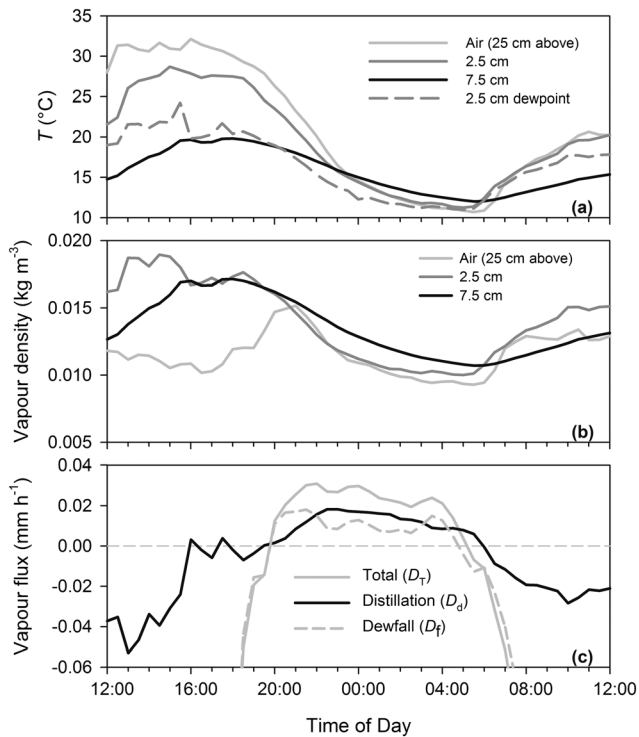 35
30
25
20
15
10
T (°C)
Air (25 cm above)
2.5 cm
7.5 cm
2.5 cm dewpoint
(a)
0.020
0.015
0.010
0.005
Vapour density (kg m-3)
Air (25 cm above)
2.5 cm
7.5 cm
(b)
0.04
0.02
0.00
-0.02
-0.04
-0.06
Vapour flux (mm h-1)
Total (DT)
Distillation (Dd)
Dewfall (Df)
(c)
12:00 16:00 20:00 00:00 04:00 08:00 12:00
Time of Day